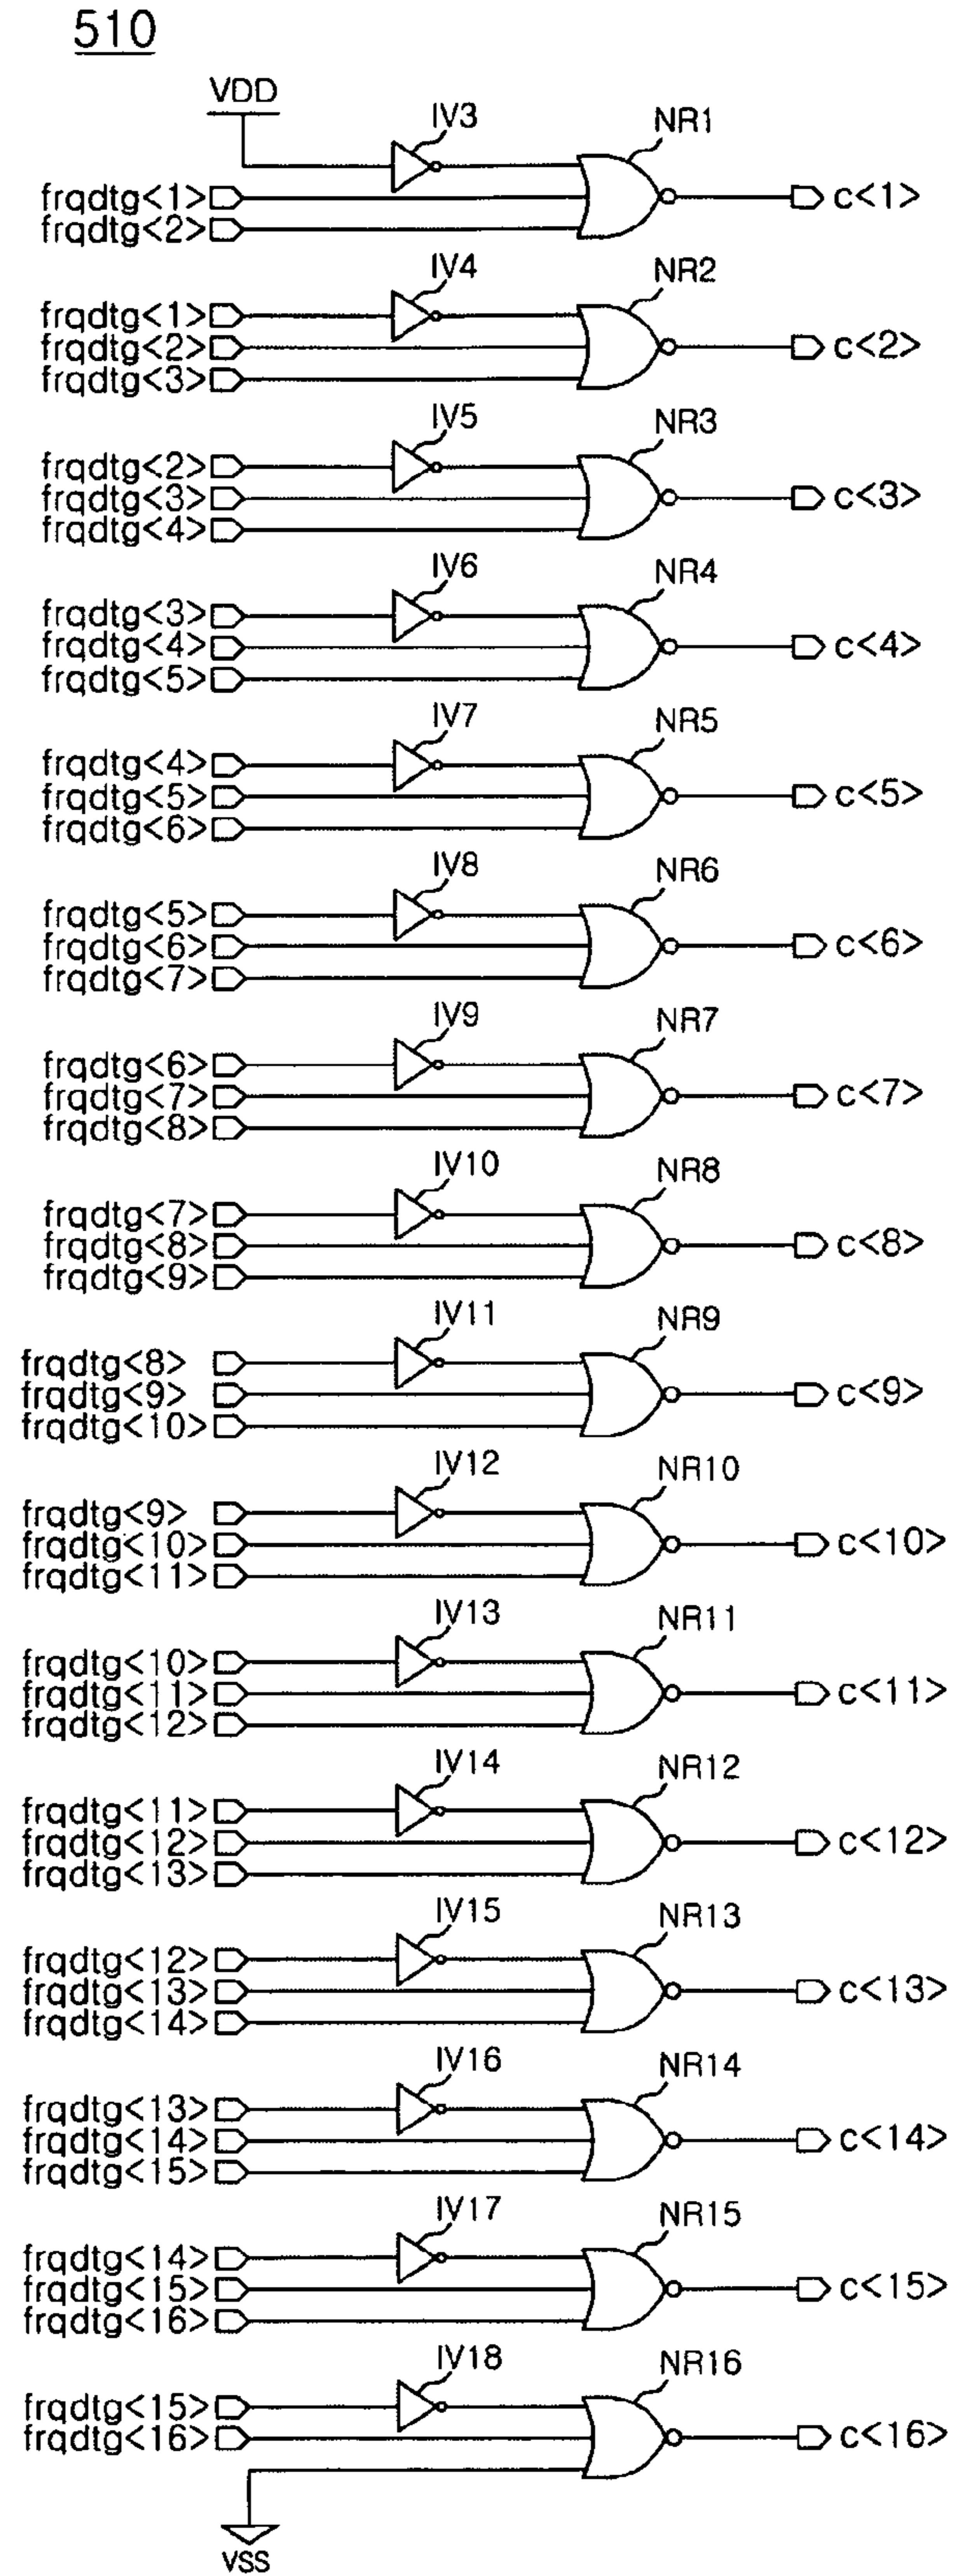 510
VDD
IV3
NR1
frqdtg<1>
c<1>
frqdtg<2>
IV4
NR2
frqdtg<1>
frqdtg<2>
c<2>
frqdtg<3>
IV5
NR3
frqdtg<2>
frqdtg<3>
c<3>
frqdtg<4>
IV6
NR4
frqdtg<3>
frqdtg<4>
c<4>
frqdtg<5>
IV7
NR5
frqdtg<4>
frqdtg<5>
c<5>
frqdtg<6>
IV8
NR6
frqdtg<5>
frqdtg<6>
c<6>
frqdtg<7>
IV9
NR7
frqdtg<6>
frqdtg<7>
c<7>
frqdtg<8>
IV10
NR8
frqdtg<7>
frqdtg<8>
c<8>
frqdtg<9>
IV11
NR9
frqdtg<8>
frqdtg<9>
c<9>
frqdtg<10>
IV12
NR10
frqdtg<9>
frqdtg<10>
c<10>
frqdtg<11>
IV13
NR11
frqdtg<10>
frqdtg<11>
c<11>
frqdtg<12>
IV14
NR12
frqdtg<11>
frqdtg<12>
c<12>
frqdtg<13>
IV15
NR13
frqdtg<12>
frqdtg<13>
c<13>
frqdtg<14>
IV16
NR14
frqdtg<13>
frqdtg<14>
c<14>
frqdtg<15>
IV17
NR15
frqdtg<14>
frqdtg<15>
c<15>
frqdtg<16>
IV18
NR16
frqdtg<15>
frqdtg<16>
c<16>
VSS